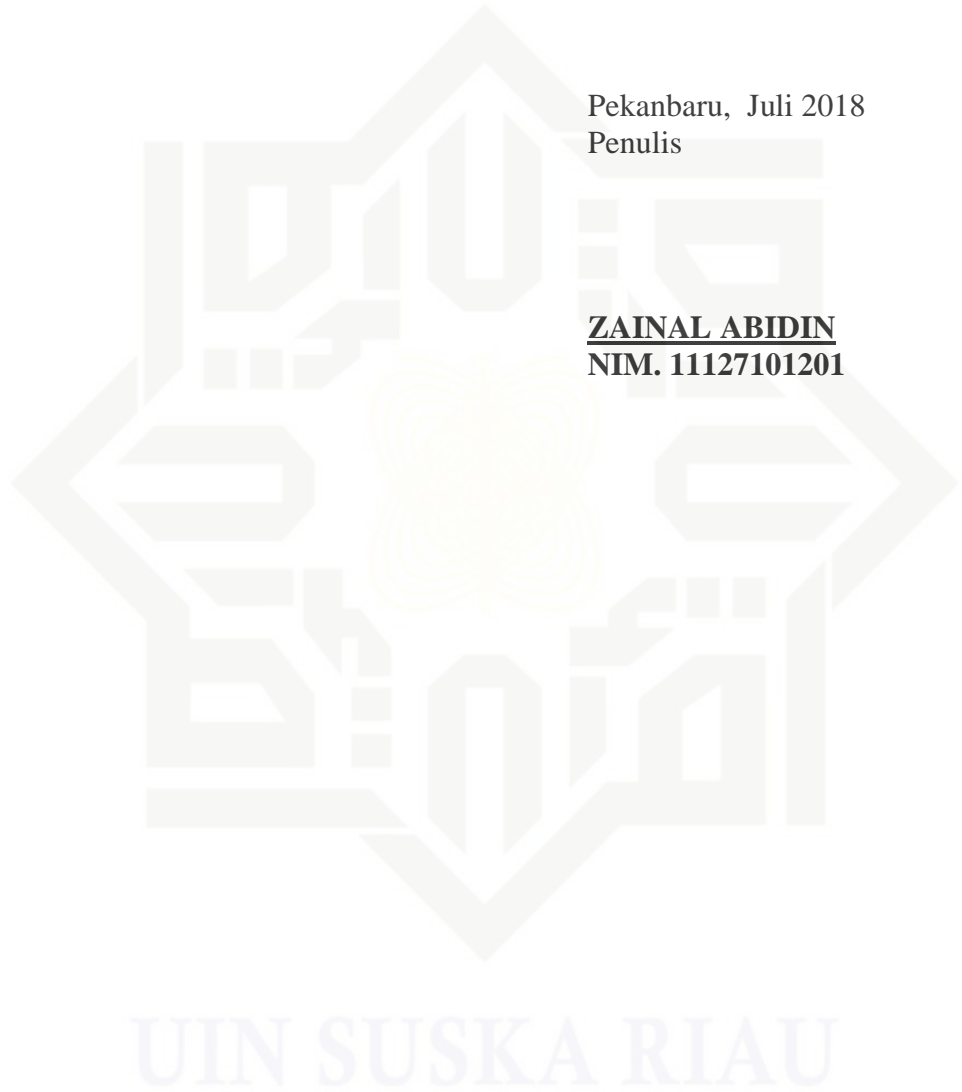 Pekanbaru, Juli 2018
Penulis
ZAINAL ABIDIN
NIM. 11127101201
UIN SUSKA RIAU